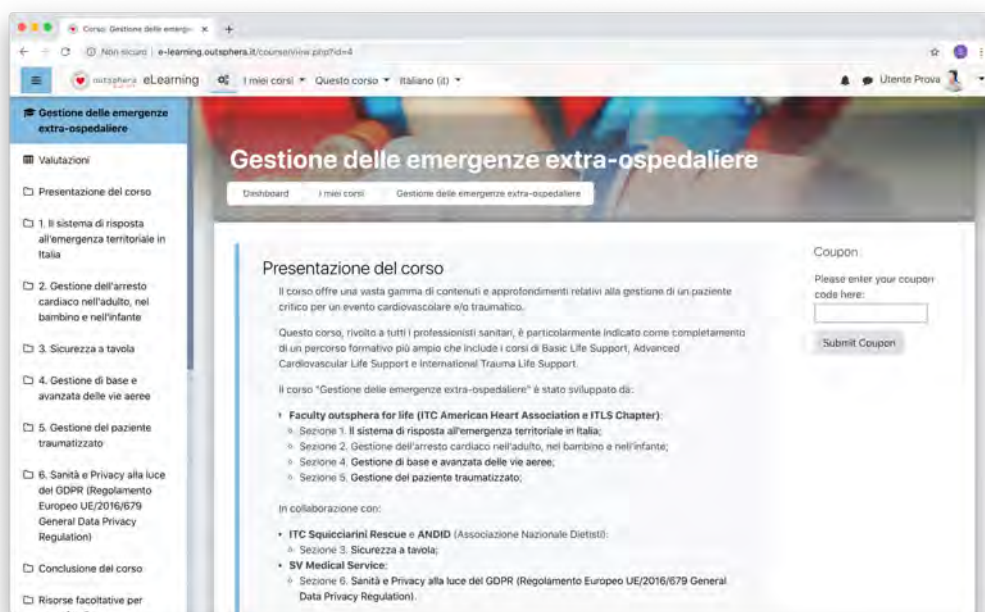 Corso: Gestione delle emerge
Non sicuro | e-learning.outsphera.it/course/view.php?id=4
outsphera eLearning
I miei corsi
Questo corso
Italiano (it)
Utente Prova
Gestione delle emergenze
extra-ospedaliere
Valutazioni
Presentazione del corso
1. Il sistema di risposta
all'emergenza territoriale in
Italia
2. Gestione dell'arresto
cardiaco nell'adulto, nel
bambino e nell'infante
3. Sicurezza a tavola
4. Gestione di base e
avanzata delle vie aeree
5. Gestione del paziente
traumatizzato
6. Sanità e Privacy alla luce
del GDPR (Regolamento
Europeo UE/2016/679
General Data Privacy
Regulation)
Conclusione del corso
Risorse facoltative per
Gestione delle emergenze extra-ospedaliere
Dashboard
I miei corsi
Gestione delle emergenze extra-ospedaliere
Presentazione del corso
Il corso offre una vasta gamma di contenuti e approfondimenti relativi alla gestione di un paziente
critico per un evento cardiovascolare e/o traumatico.
Questo corso, rivolto a tutti i professionisti sanitari, è particolarmente indicato come completamento
di un percorso formativo più ampio che include i corsi di Basic Life Support, Advanced
Cardiovascular Life Support e International Trauma Life Support.
Il corso "Gestione delle emergenze extra-ospedaliere" è stato sviluppato da:
Faculty outsphera for life (ITC American Heart Association e ITLS Chapter):
Sezione 1. Il sistema di risposta all'emergenza territoriale in Italia;
Sezione 2. Gestione dell'arresto cardiaco nell'adulto, nel bambino e nell'infante;
Sezione 4. Gestione di base e avanzata delle vie aeree;
Sezione 5. Gestione del paziente traumatizzato;
In collaborazione con:
ITC Squicciarini Rescue e ANDID (Associazione Nazionale Dietisti):
Sezione 3. Sicurezza a tavola;
SV Medical Service:
Sezione 6. Sanità e Privacy alla luce del GDPR (Regolamento Europeo UE/2016/679 General
Data Privacy Regulation).
Coupon
Please enter your coupon
code here:
Submit Coupon